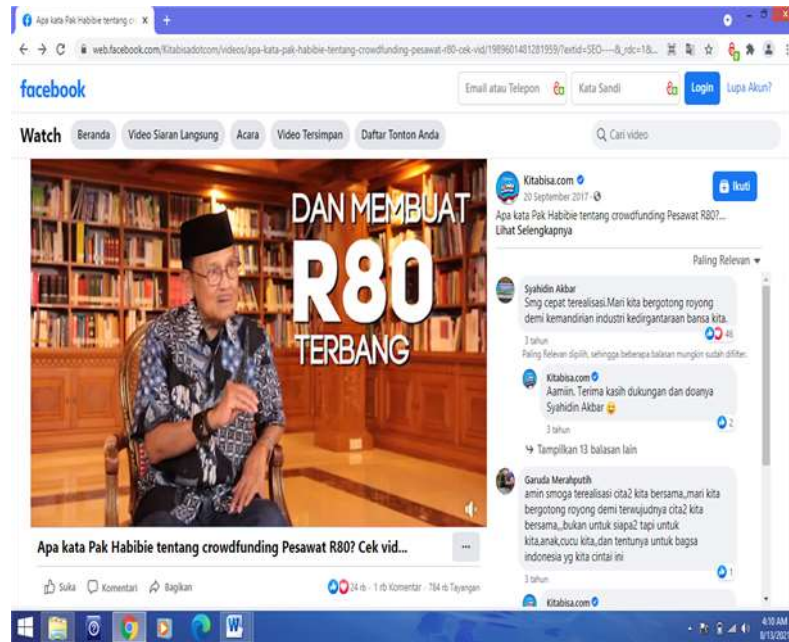 Apa kata Pak Habibie tentang cr
web.facebook.com/Kitabisadotcom/videos/apa-kata-pak-habibie-tentang-crowdfunding-pesawat-r80-cek-vid/1989601481281959/?extid=SEO----&_rdc=1&...
facebook
Email atau Telepon
Kata Sandi
Login
Lupa Akun?
Watch
Beranda
Video Siaran Langsung
Acara
Video Tersimpan
Daftar Tonton Anda
Cari video
DAN MEMBUAT
R80
TERBANG
Apa kata Pak Habibie tentang crowdfunding Pesawat R80? Cek vid...
Suka
Komentari
Bagikan
24 rb · 1 rb Komentar · 784 rb Tayangan
Kitabisa.com
20 September 2017 ·
Ikuti
Apa kata Pak Habibie tentang crowdfunding Pesawat R80?...
Lihat Selengkapnya
Paling Relevan
Syahidin Akbar
Smg cepat terealisasi.Mari kita bergotong royong
demi kemandirian industri kedirgantaraan bansa kita.
46
3 tahun
Paling Relevan dipilih, sehingga beberapa balasan mungkin sudah difilter.
Kitabisa.com
Aamiin. Terima kasih dukungan dan doanya
Syahidin Akbar
2
3 tahun
Tampilkan 13 balasan lain
Garuda Merahputih
amin smoga terealisasi cita2 kita bersama,,mari kita
bergotong royong demi terwujudnya cita2 kita
bersama,,bukan untuk siapa2 tapi untuk
kita,anak,cucu kita,,dan tentunya untuk bagsa
indonesia yg kita cintai ini
1
3 tahun
Kitabisa.com
4:10 AM